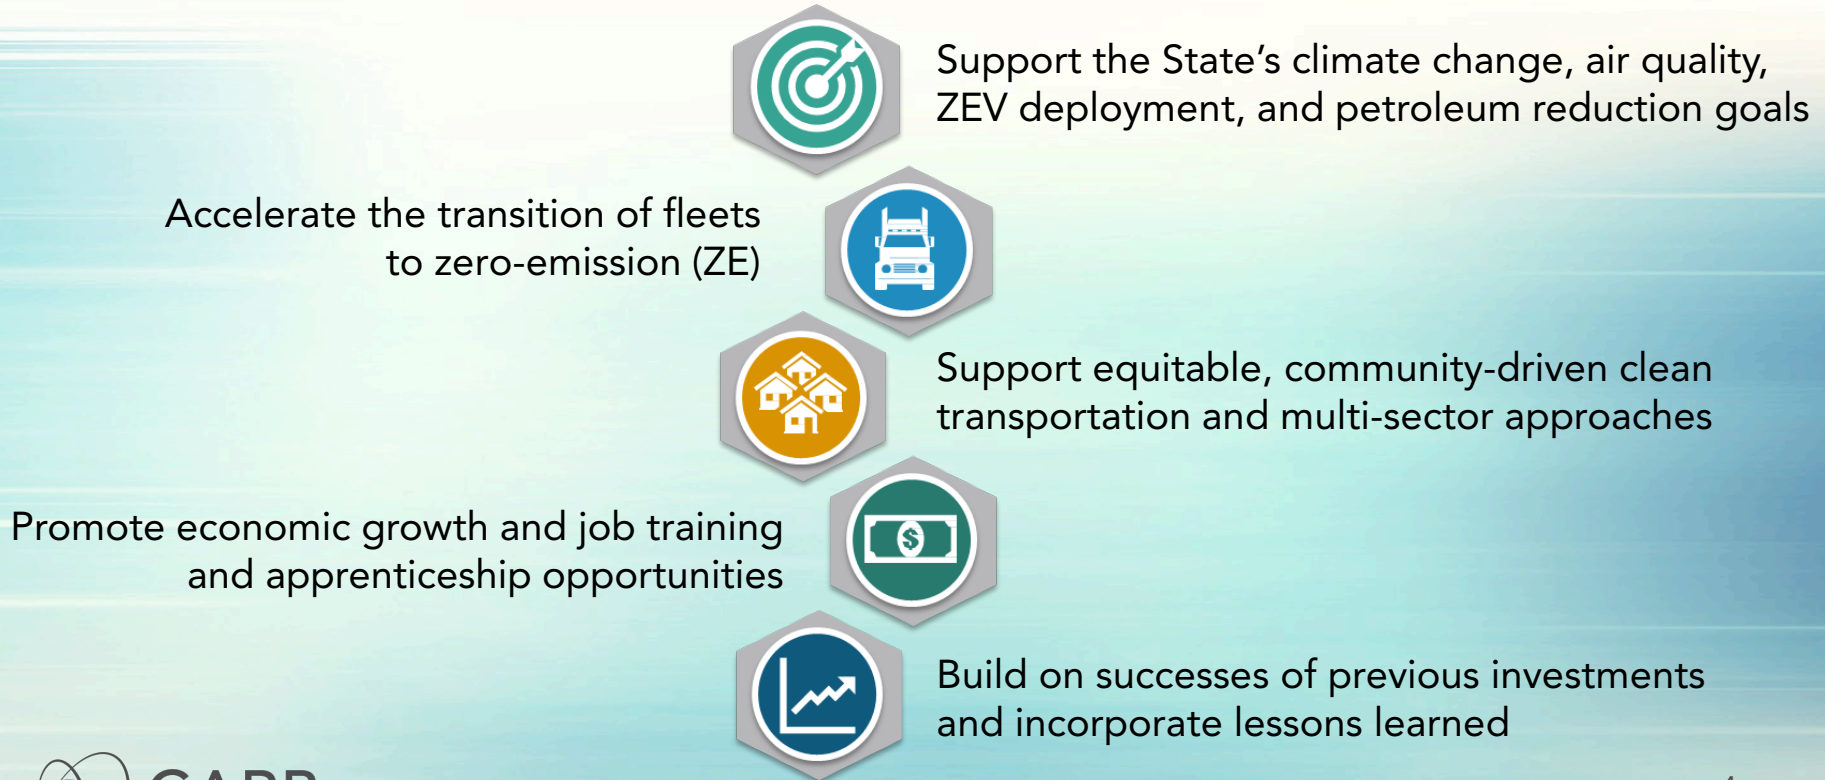 Support the State’s climate change, air quality,
ZEV deployment, and petroleum reduction goals
Accelerate the transition of fleets
to zero-emission (ZE)
Support equitable, community-driven clean
transportation and multi-sector approaches
$
Promote economic growth and job training
and apprenticeship opportunities
Build on successes of previous investments
and incorporate lessons learned